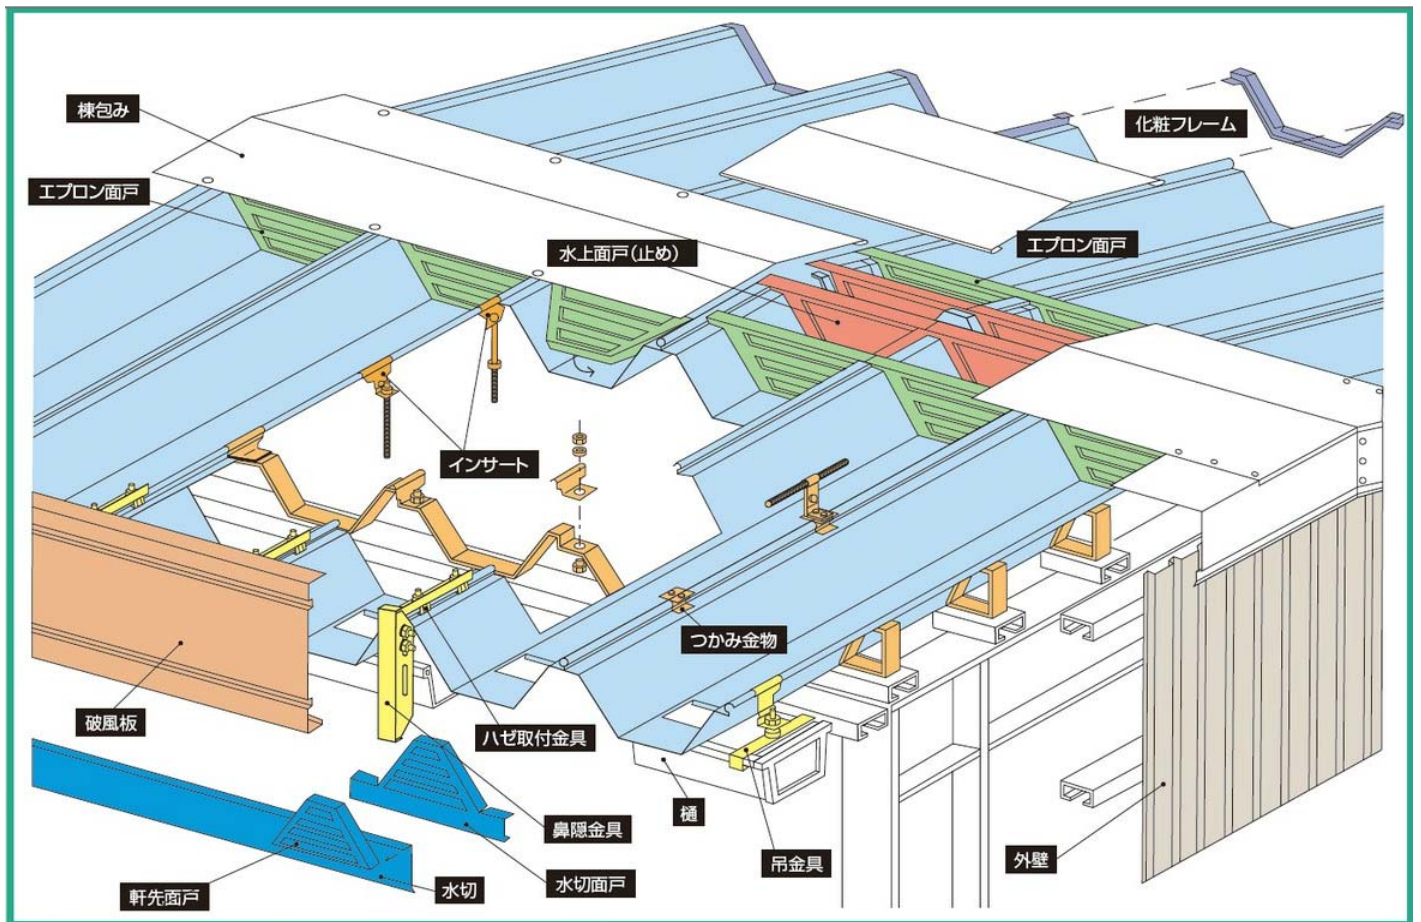 棟包み
化粧フレーム
エプロン面戸
水上面戸(止め)
エプロン面戸
インサート
つかみ金物
破風板
ハゼ取付金具
樋
鼻隠金具
吊金具
外壁
軒先面戸
水切
水切面戸